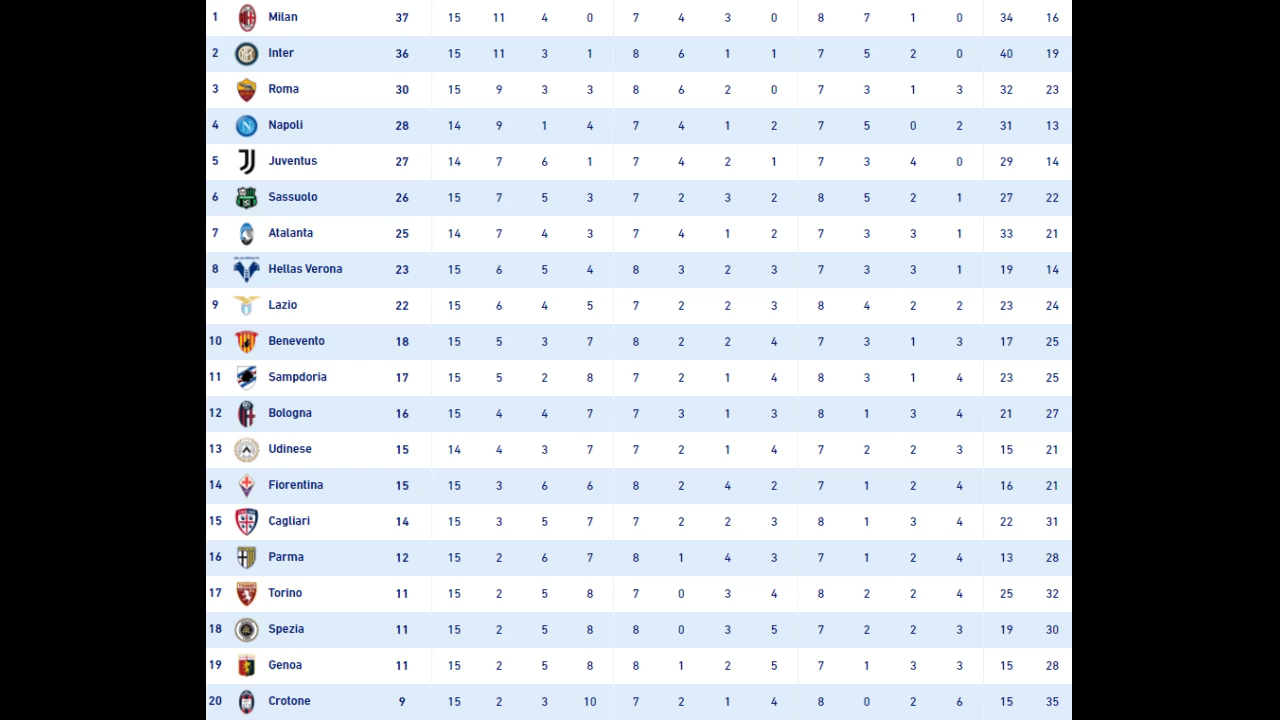 1 Milan 37 15 11 4 0 7 4 3 0 8 7 1 0 34 16
2 Inter 36 15 11 3 1 8 6 1 1 7 5 2 0 40 19
3 Roma 30 15 9 3 3 8 6 2 0 7 3 1 3 32 23
4 Napoli 28 14 9 1 4 7 4 1 2 7 5 0 2 31 13
5 Juventus 27 14 7 6 1 7 4 2 1 7 3 4 0 29 14
6 Sassuolo 26 15 7 5 3 7 2 3 2 8 5 2 1 27 22
7 Atalanta 25 14 7 4 3 7 4 1 2 7 3 3 1 33 21
8 Hellas Verona 23 15 6 5 4 8 3 2 3 7 3 3 1 19 14
9 Lazio 22 15 6 4 5 7 2 2 3 8 4 2 2 23 24
10 Benevento 18 15 5 3 7 8 2 2 4 7 3 1 3 17 25
11 Sampdoria 17 15 5 2 8 7 2 1 4 8 3 1 4 23 25
12 Bologna 16 15 4 4 7 7 3 1 3 8 1 3 4 21 27
13 Udinese 15 14 4 3 7 7 2 1 4 7 2 2 3 15 21
14 Fiorentina 15 15 3 6 6 8 2 4 2 7 1 2 4 16 21
15 Cagliari 14 15 3 5 7 7 2 2 3 8 1 3 4 22 31
16 Parma 12 15 2 6 7 8 1 4 3 7 1 2 4 13 28
17 Torino 11 15 2 5 8 7 0 3 4 8 2 2 4 25 32
18 Spezia 11 15 2 5 8 8 0 3 5 7 2 2 3 19 30
19 Genoa 11 15 2 5 8 8 1 2 5 7 1 3 3 15 28
20 Crotone 9 15 2 3 10 7 2 1 4 8 0 2 6 15 35